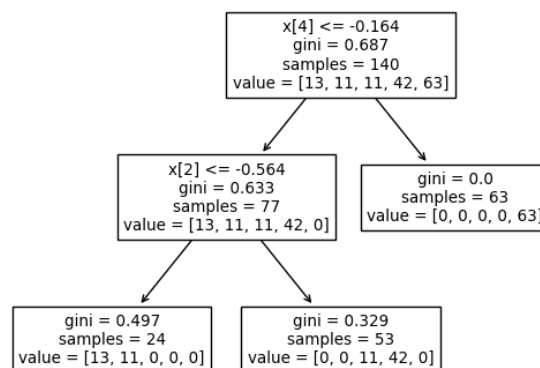 x[4] <= -0.164
gini = 0.687
samples = 140
value = [13, 11, 11, 42, 63]
x[2] <= -0.564
gini = 0.633
samples = 77
value = [13, 11, 11, 42, 0]
gini = 0.0
samples = 63
value = [0, 0, 0, 0, 63]
gini = 0.497
samples = 24
value = [13, 11, 0, 0, 0]
gini = 0.329
samples = 53
value = [0, 0, 11, 42, 0]